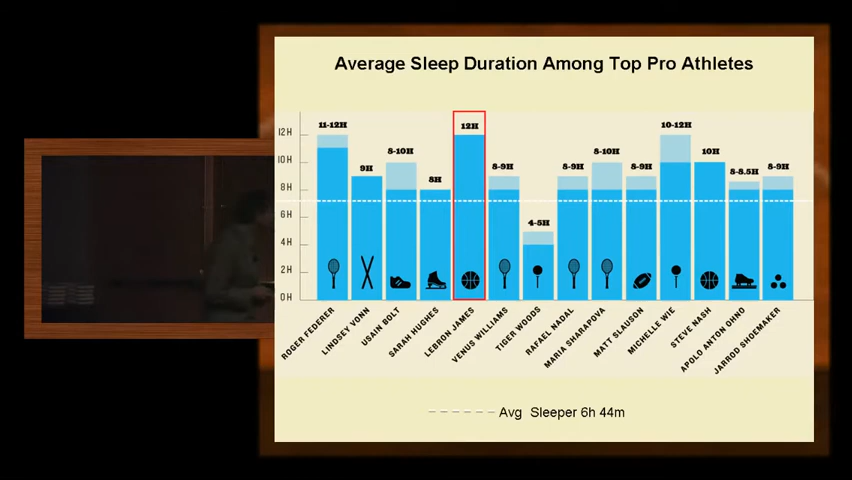 Average Sleep Duration Among Top Pro Athletes
12H
10H
8H
6H
4H
2H
0H
11-12H
9H
8-10H
8H
12H
8-9H
4-5H
8-9H
8-10H
8-9H
10-12H
10H
8-8.5H
8-9H
ROGER FEDERER
LINDSEY VONN
USAIN BOLT
SARAH HUGHES
LEBRON JAMES
VENUS WILLIAMS
TIGER WOODS
RAFAEL NADAL
MARIA SHARAPOVA
MATT SLAUSON
MICHELLE WIE
STEVE NASH
APOLO ANTON OHNO
JARROD SHOEMAKER
Avg Sleeper 6h 44m